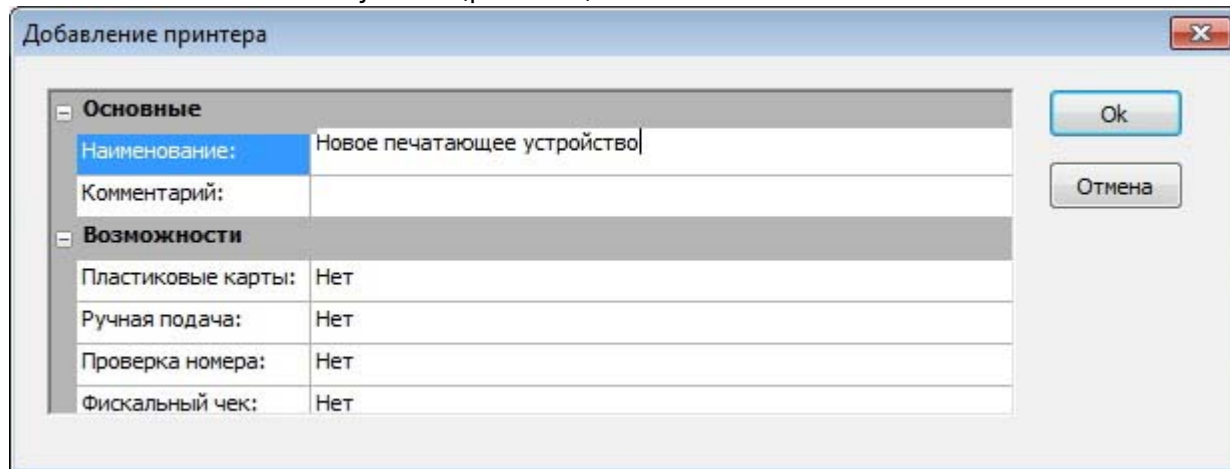 Добавление принтера
Основные
Ok
Наименование: Новое печатающее устройство
Комментарий:
Отмена
Возможности
Пластиковые карты: Нет
Ручная подача: Нет
Проверка номера: Нет
Фискальный чек: Нет